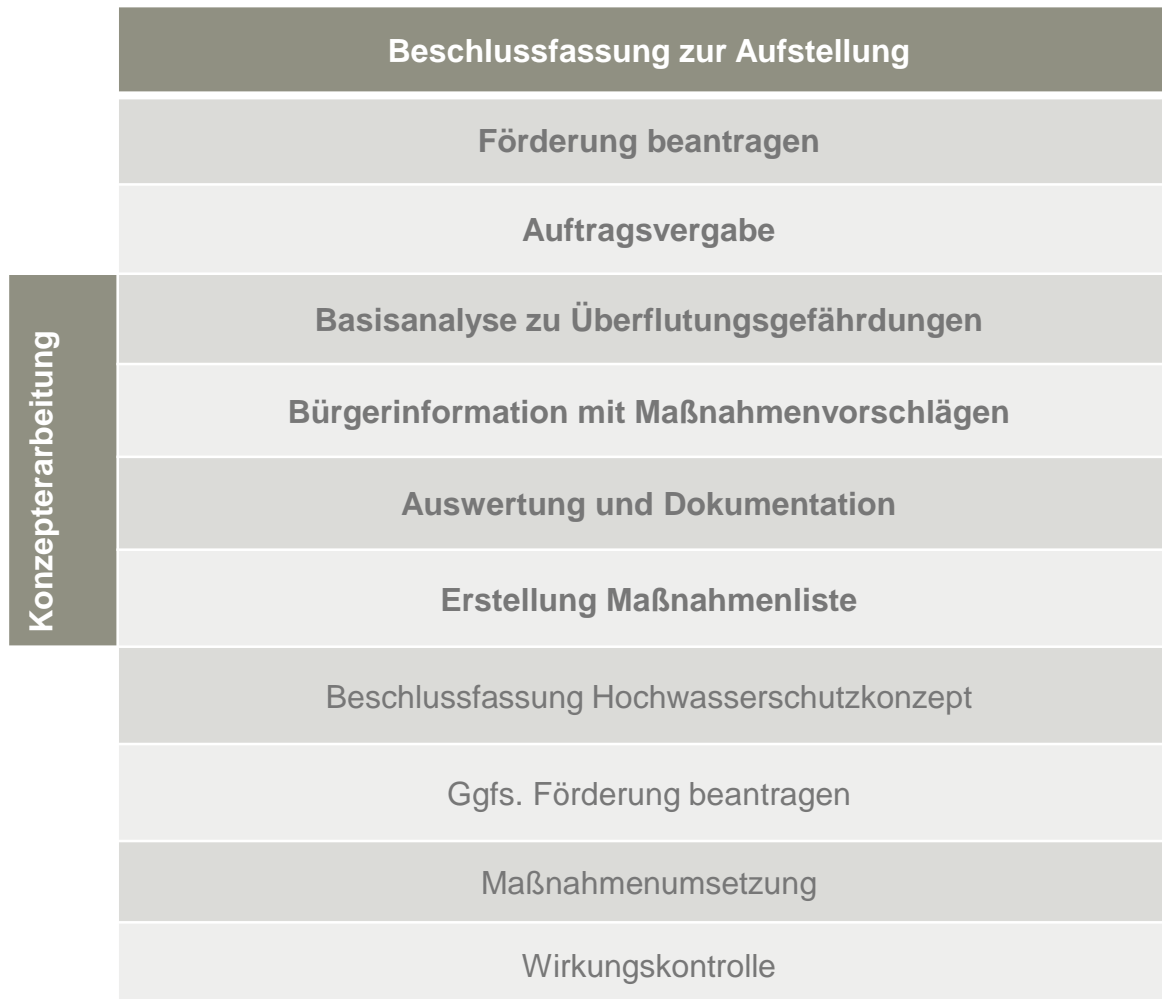 Beschlussfassung zur Aufstellung
Förderung beantragen
Auftragsvergabe
Konzepterarbeitung
Basisanalyse zu Überflutungsgefährdungen
Bürgerinformation mit Maßnahmenvorschlägen
Auswertung und Dokumentation
Erstellung Maßnahmenliste
Beschlussfassung Hochwasserschutzkonzept
Ggfs. Förderung beantragen
Maßnahmenumsetzung
Wirkungskontrolle